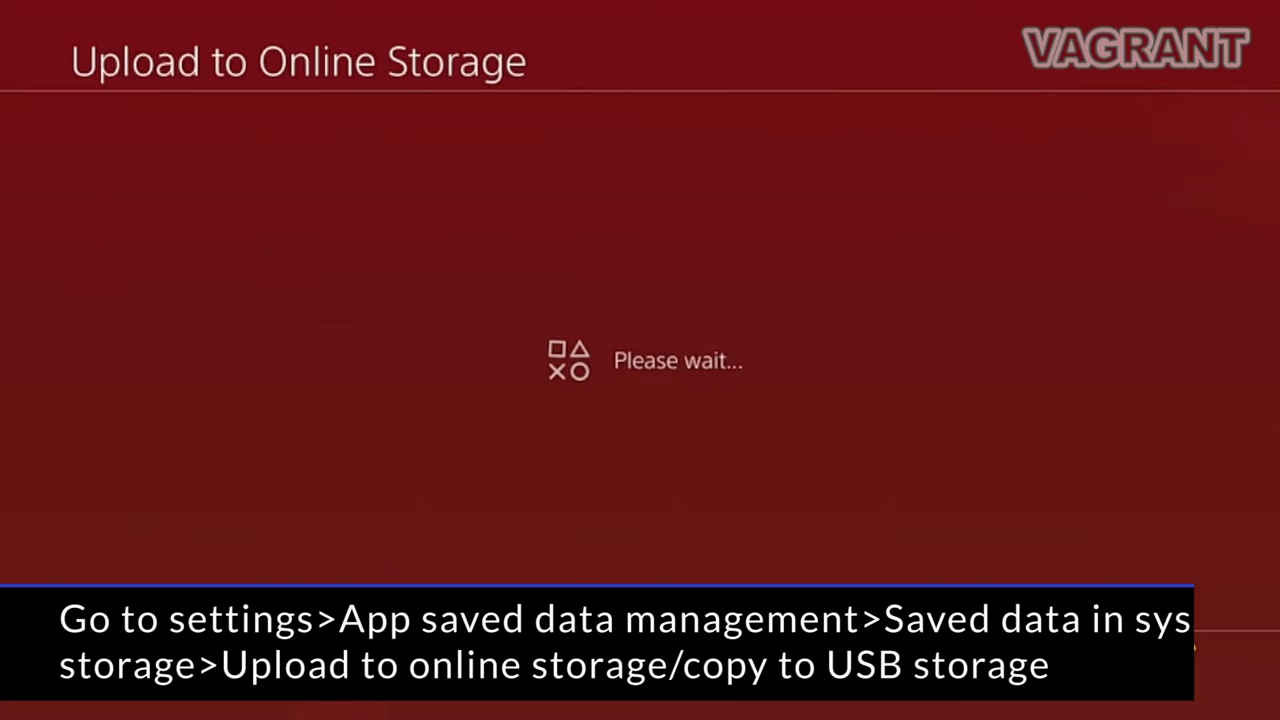 Upload to Online Storage
VAGRANT
Please wait...
Go to settings>App saved data management>Saved data in sys
storage>Upload to online storage/copy to USB storage